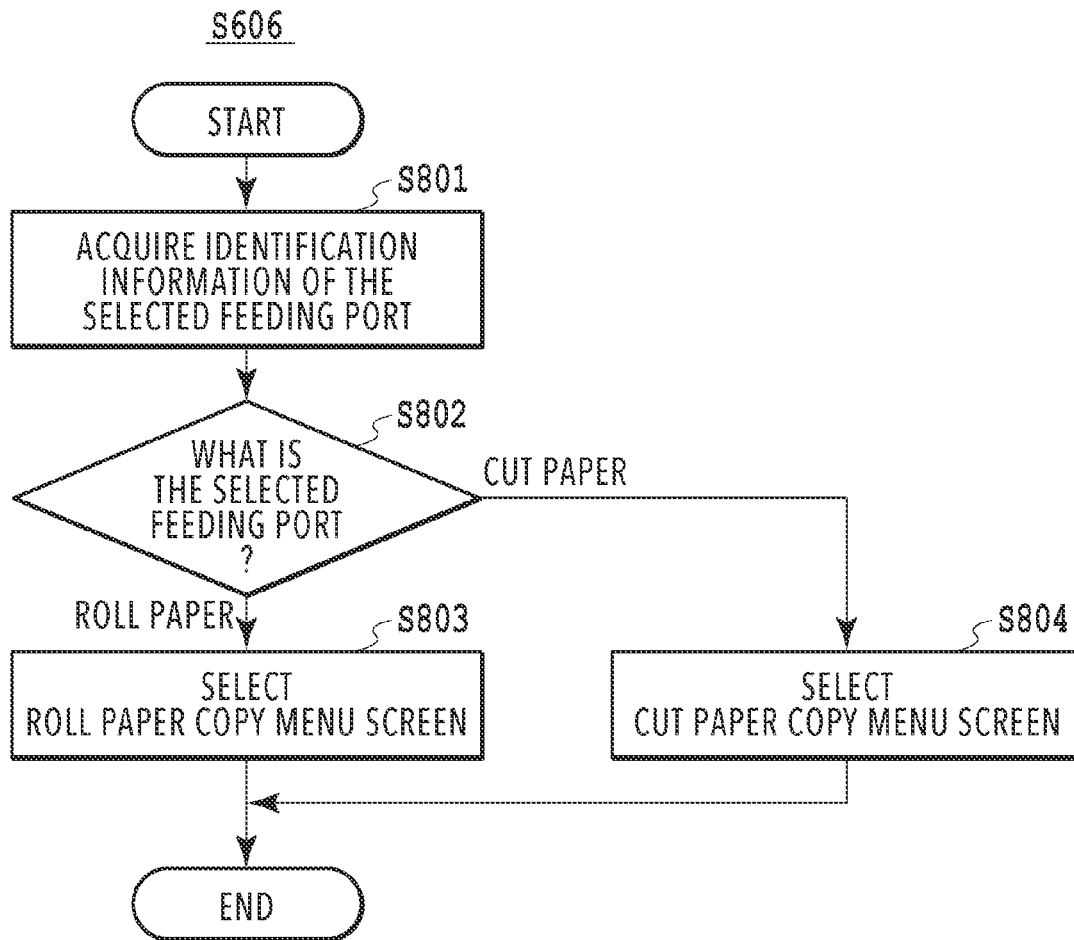 S606
START
S801
ACQUIRE IDENTIFICATION
INFORMATION OF THE
SELECTED FEEDING PORT
S802
WHAT IS
THE SELECTED
FEEDING PORT
?
CUT PAPER
ROLL PAPER
S803
SELECT
ROLL PAPER COPY MENU SCREEN
S804
SELECT
CUT PAPER COPY MENU SCREEN
END